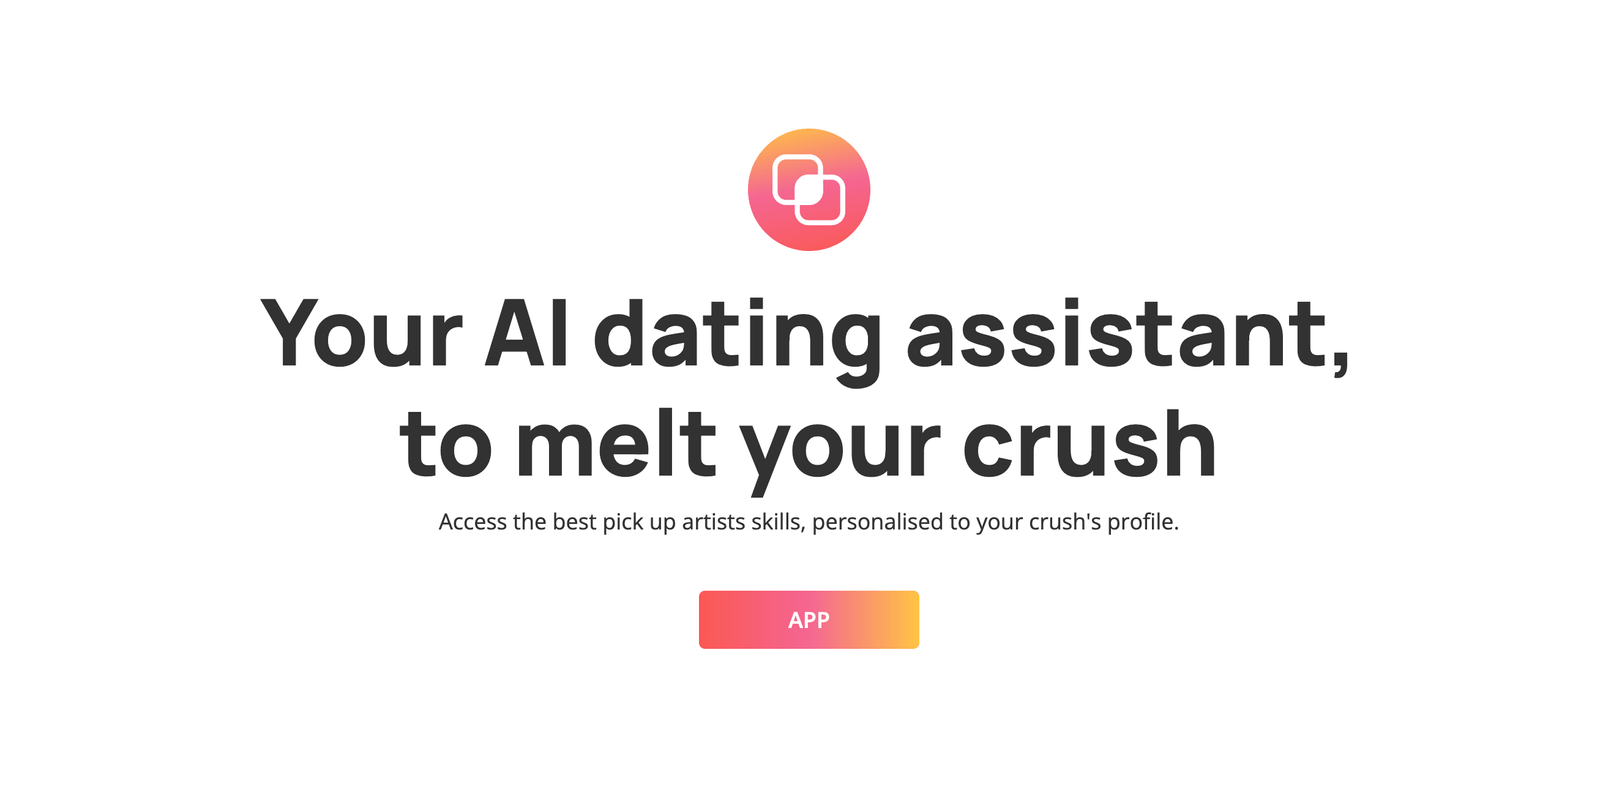 Your AI dating assistant,
to melt your crush
Access the best pick up artists skills, personalised to your crush's profile.
APP